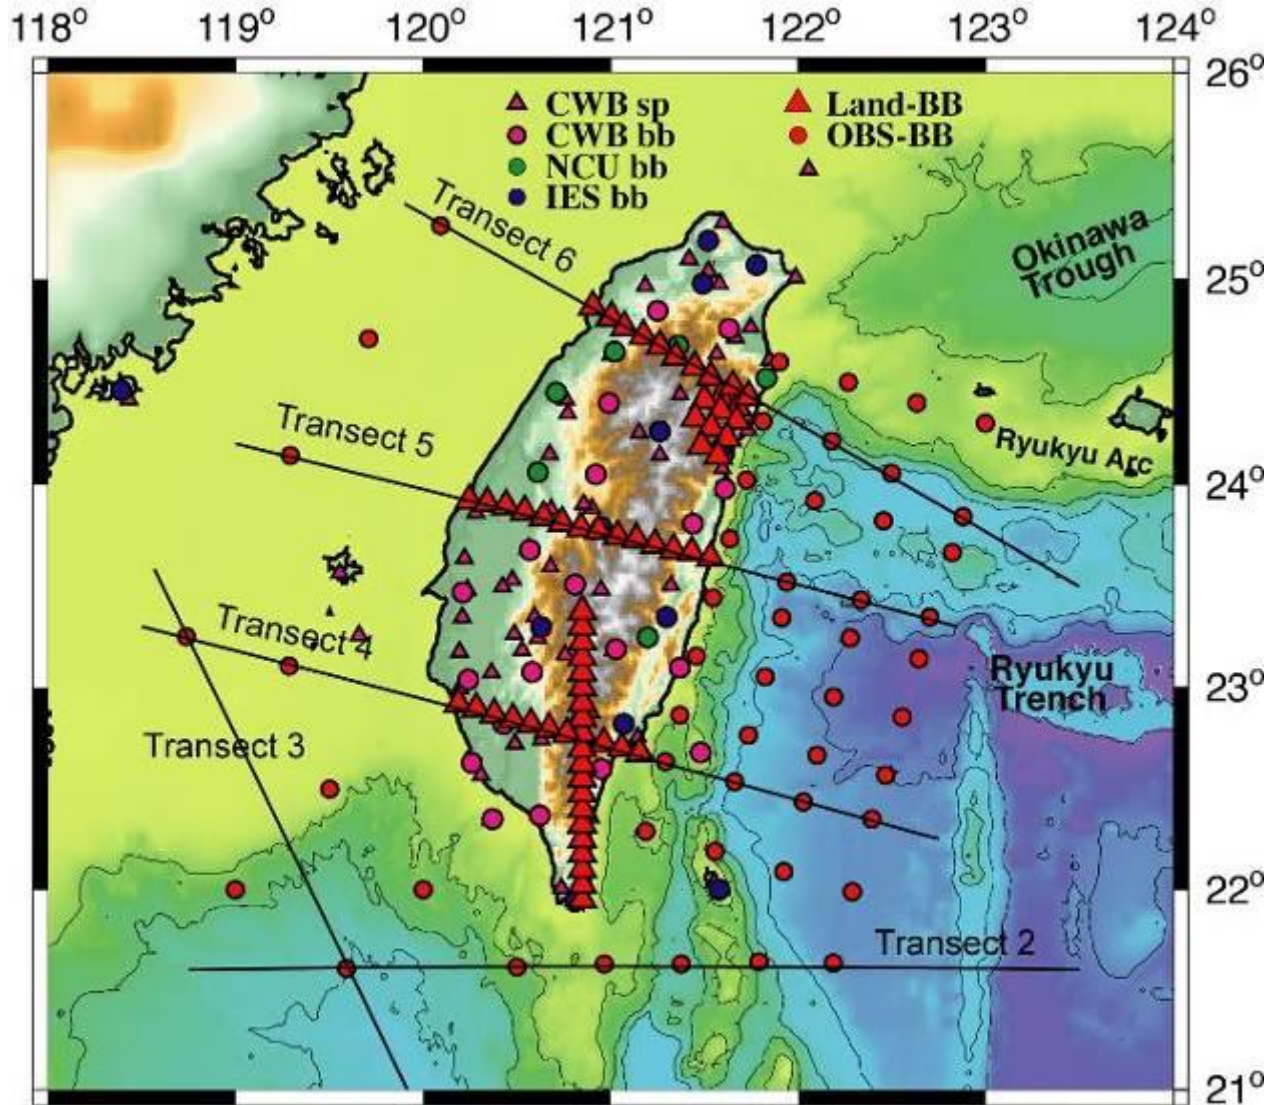 118° 119° 120° 121° 122° 123° 124°
26°
CWB sp
CWB bb
NCU bb
IES bb
Land-BB
OBS-BB
Transect 6
Okinawa
Trough
25°
Transect 5
Ryukyu Arc
24°
Transect 4
Ryukyu
Trench
23°
Transect 3
22°
Transect 2
21°